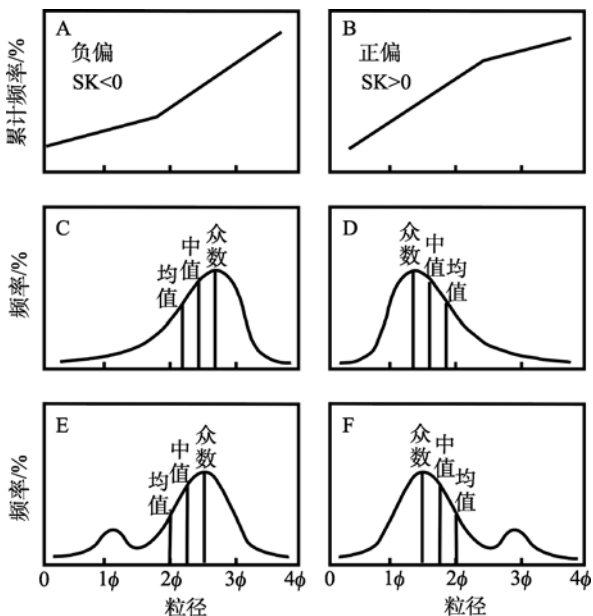 A
负偏
SK<0
累计频率/%
B
正偏
SK>0
C
均值
中值
众数
频率/%
D
众数
中值
均值
E
均值
中值
众数
频率/%
F
众数
中值
均值
0 1ϕ 2ϕ 3ϕ 4ϕ
粒径
1ϕ 2ϕ 3ϕ 4ϕ
粒径